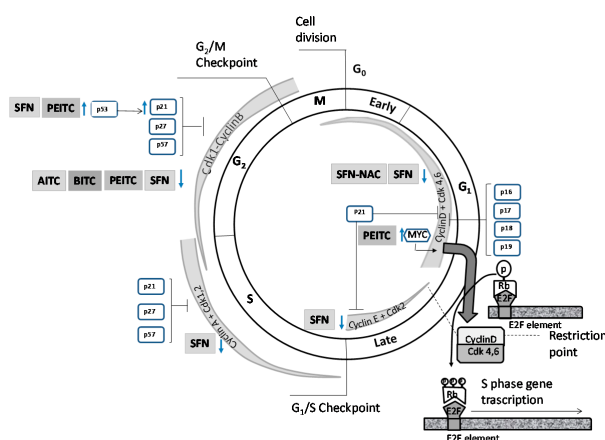 Cell
division
G₂/M
Checkpoint
G₀
M
Early
SFN PEITC p53 p21
p27
p57
Cdk1-CyclinB
G₂
AITC BITC PEITC SFN
SFN-NAC SFN
CyclinD + Cdk 4,6
G₁
p16
p17
p18
p19
P21
PEITC MYC
p
Rb
E2F
E2F element
p21
p27
p57
S
Cyclin A + Cdk1,2
SFN
SFN
Cyclin E + Cdk2
Late
CyclinD
Cdk 4,6
Restriction
point
G₁/S Checkpoint
P P P
Rb
E2F
S phase gene
trascription
E2F element